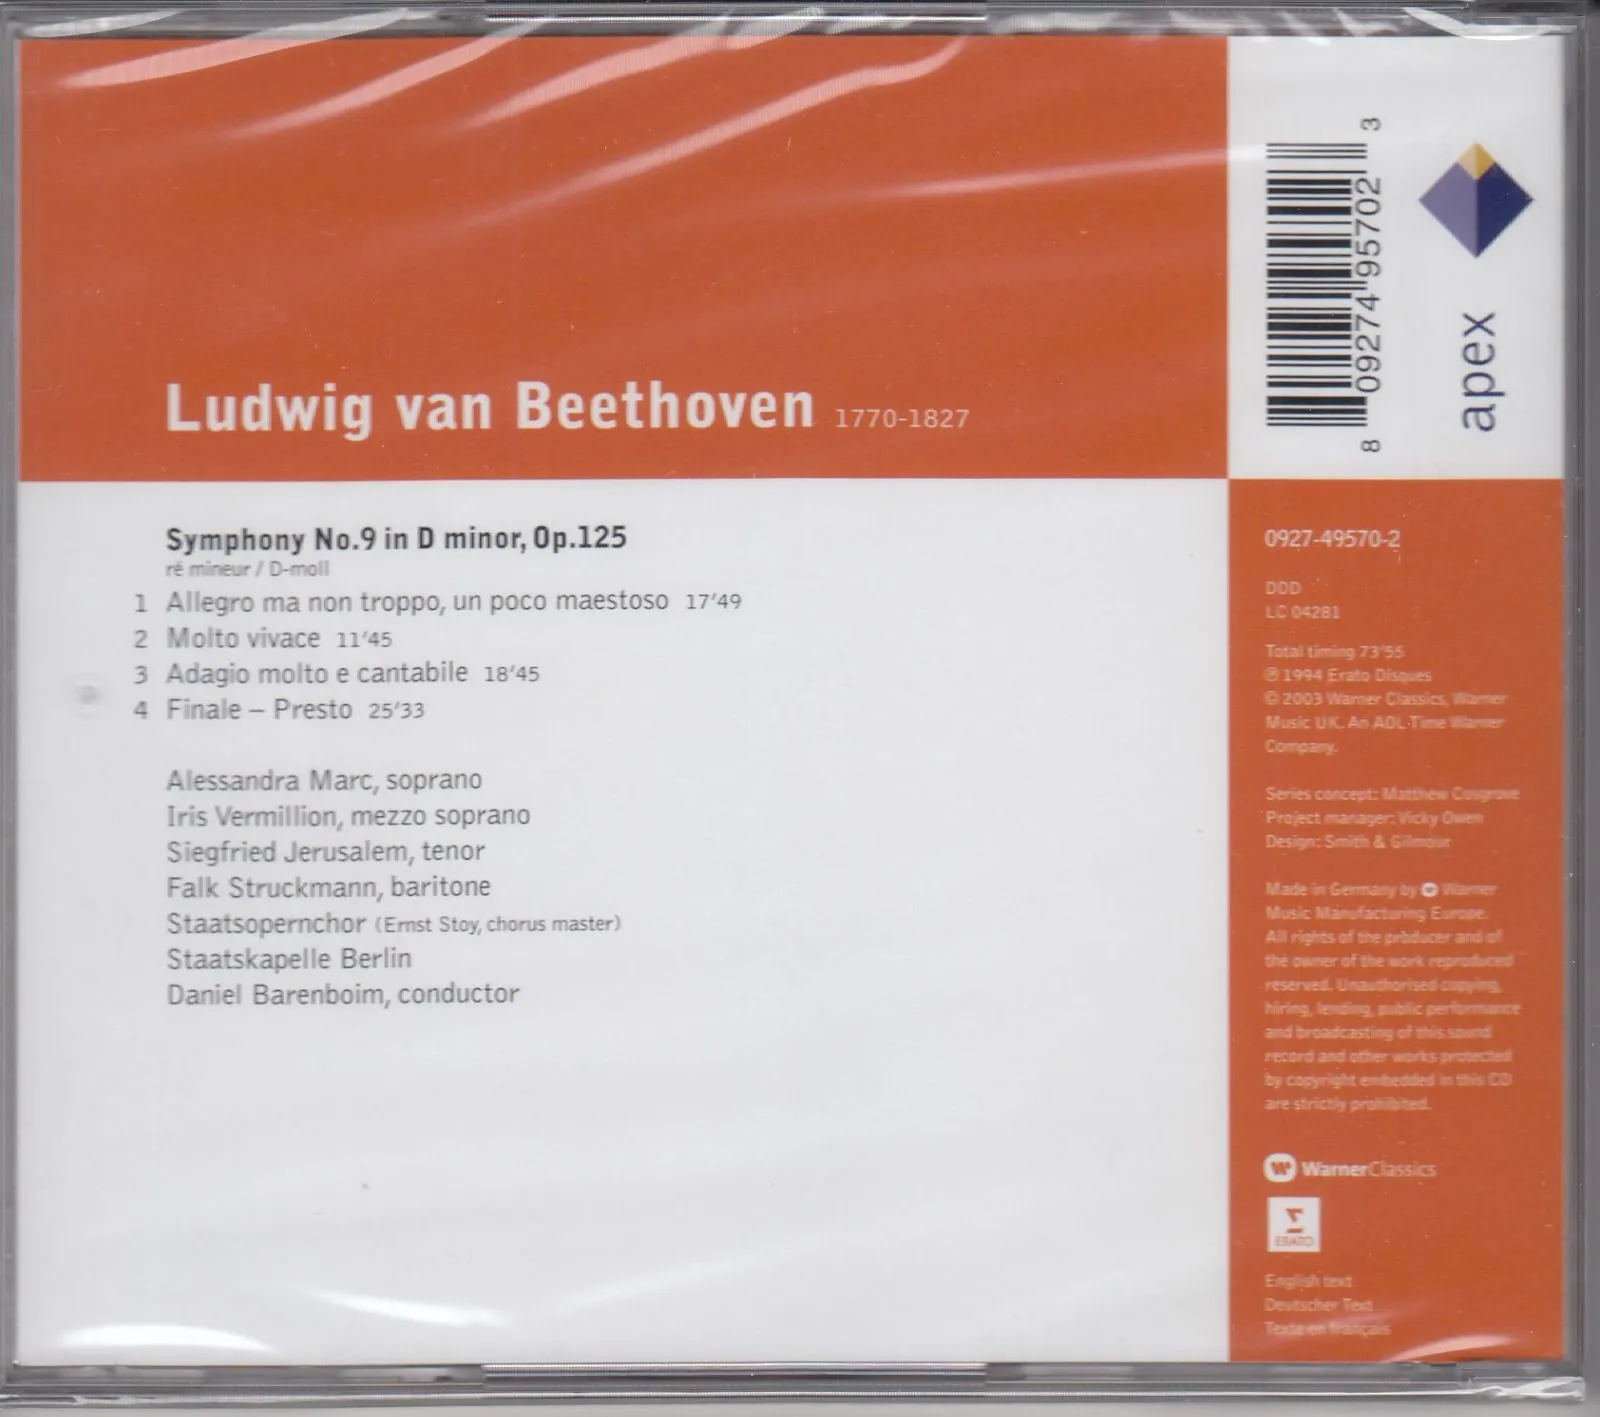 Ludwig van Beethoven 1770-1827
Symphony No.9 in D minor, Op.125
ré mineur / D-moll
1 Allegro ma non troppo, un poco maestoso 17'49
2 Molto vivace 11'45
3 Adagio molto e cantabile 18'45
4 Finale – Presto 25'33
Alessandra Marc, soprano
Iris Vermillion, mezzo soprano
Siegfried Jerusalem, tenor
Falk Struckmann, baritone
Staatsopernchor (Ernst Stoy, chorus master)
Staatskapelle Berlin
Daniel Barenboim, conductor
8 09274 95702 3
apex
0927-49570-2
DDD
LC 04281
Total timing 73'55
℗ 1994 Erato Disques
© 2003 Warner Classics, Warner
Music UK. An AOL Time Warner
Company.
Series concept: Matthew Cosgrove
Project manager: Vicky Owen
Design: Smith & Gilmour
Made in Germany by Warner
Music Manufacturing Europe.
All rights of the producer and of
the owner of the work reproduced
reserved. Unauthorised copying,
hiring, lending, public performance
and broadcasting of this sound
record and other works protected
by copyright embedded in this CD
are strictly prohibited.
WarnerClassics
ERATO
English text
Deutscher Text
Texte en français